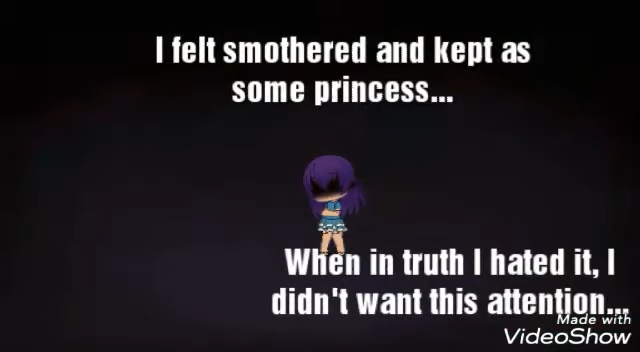 I felt smothered and kept as
some princess...
When in truth I hated it, I
didn't want this attention...
Made with
VideoShow